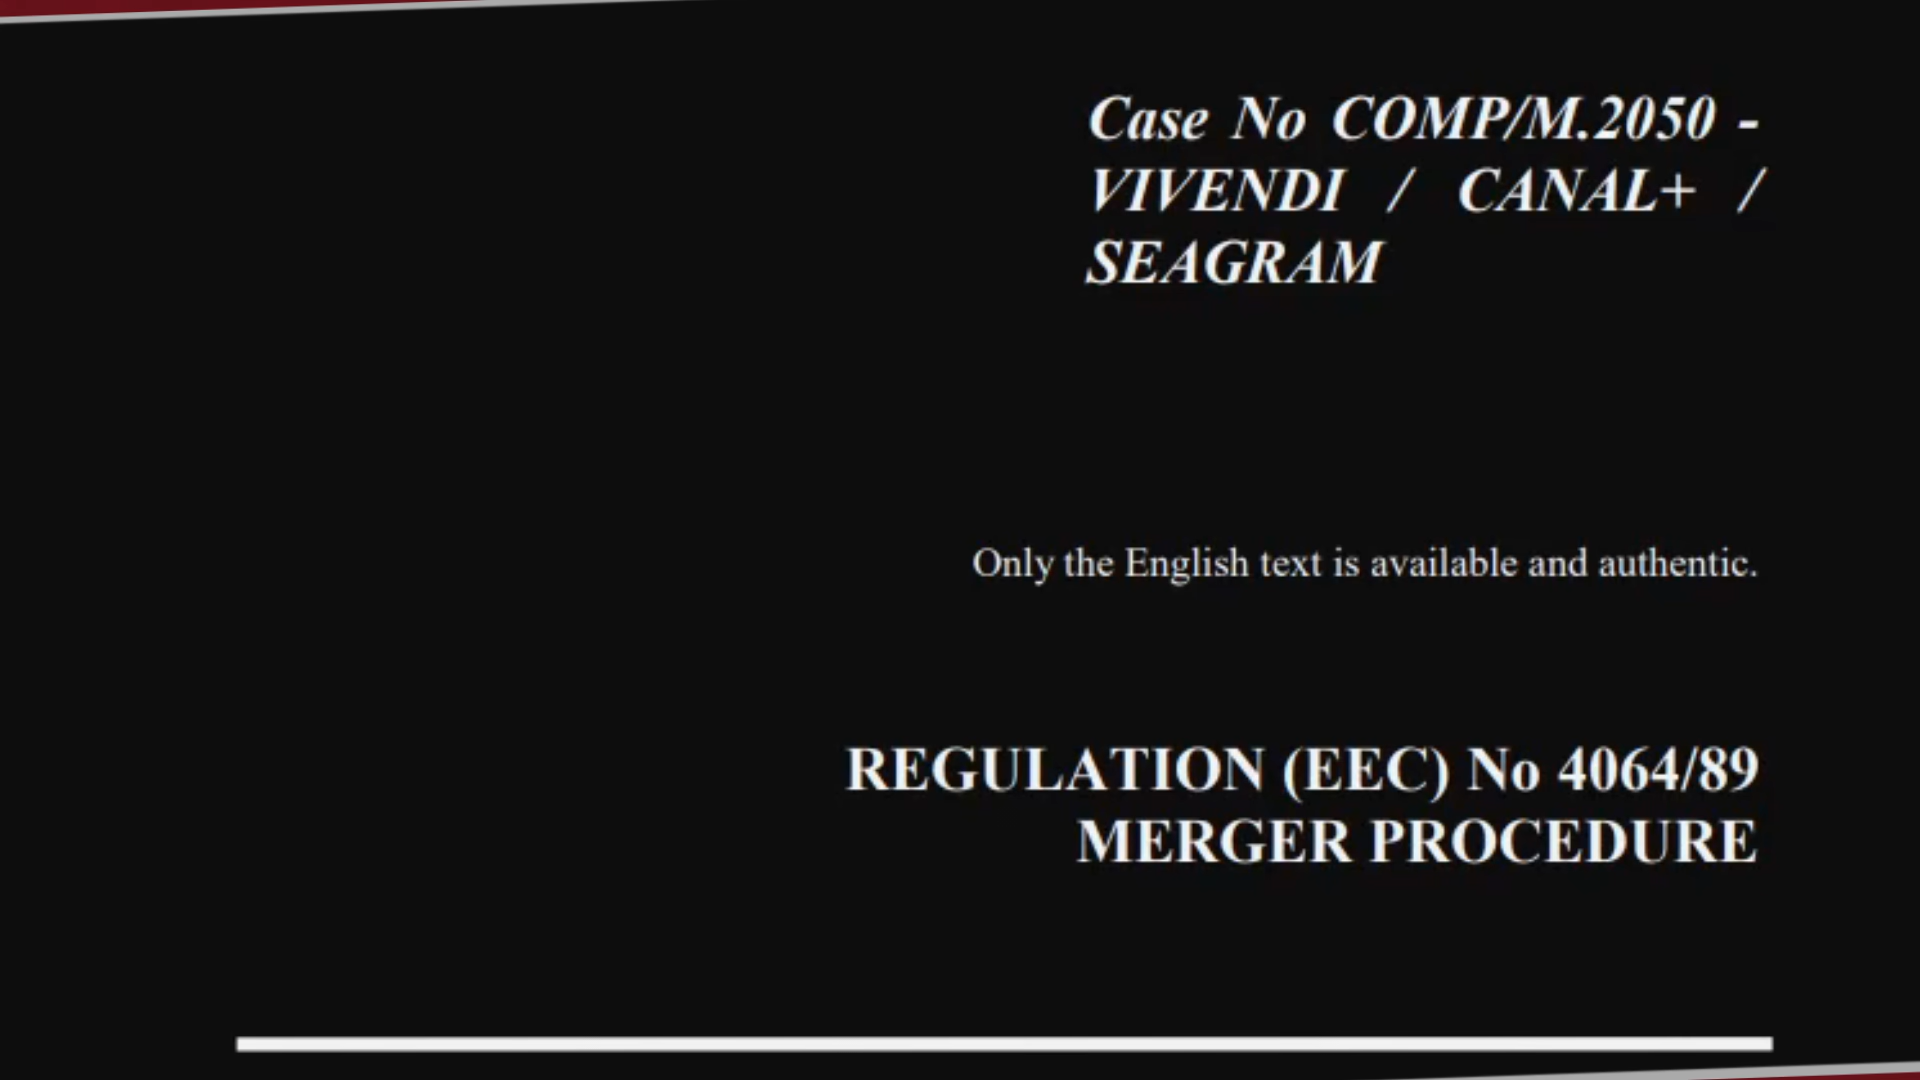 Case No COMP/M.2050 -
VIVENDI / CANAL+ /
SEAGRAM
Only the English text is available and authentic.
REGULATION (EEC) No 4064/89
MERGER PROCEDURE